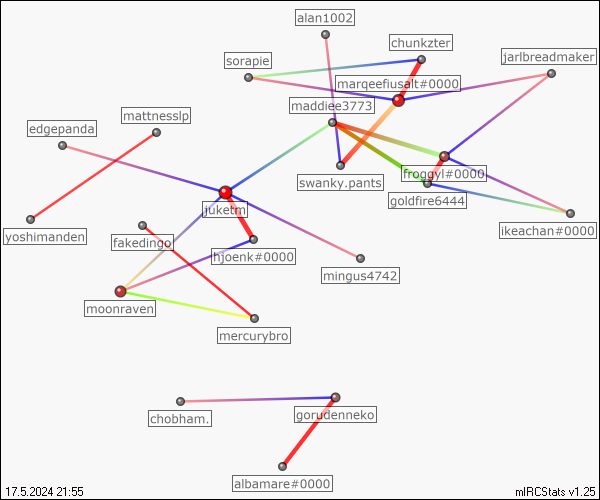 alan1002
chunkzter
sorapie
jarlbreadmaker
marqeefiusalt#0000
maddiee3773
mattnesslp
edgepanda
froggyl#0000
swanky.pants
goldfire6444
juketm
ikeachan#0000
yoshimanden
fakedingo
hjoenk#0000
mingus4742
moonraven
mercurybro
chobham.
gorudenneko
albamare#0000
17.5.2024 21:55
mIRCStats v1.25